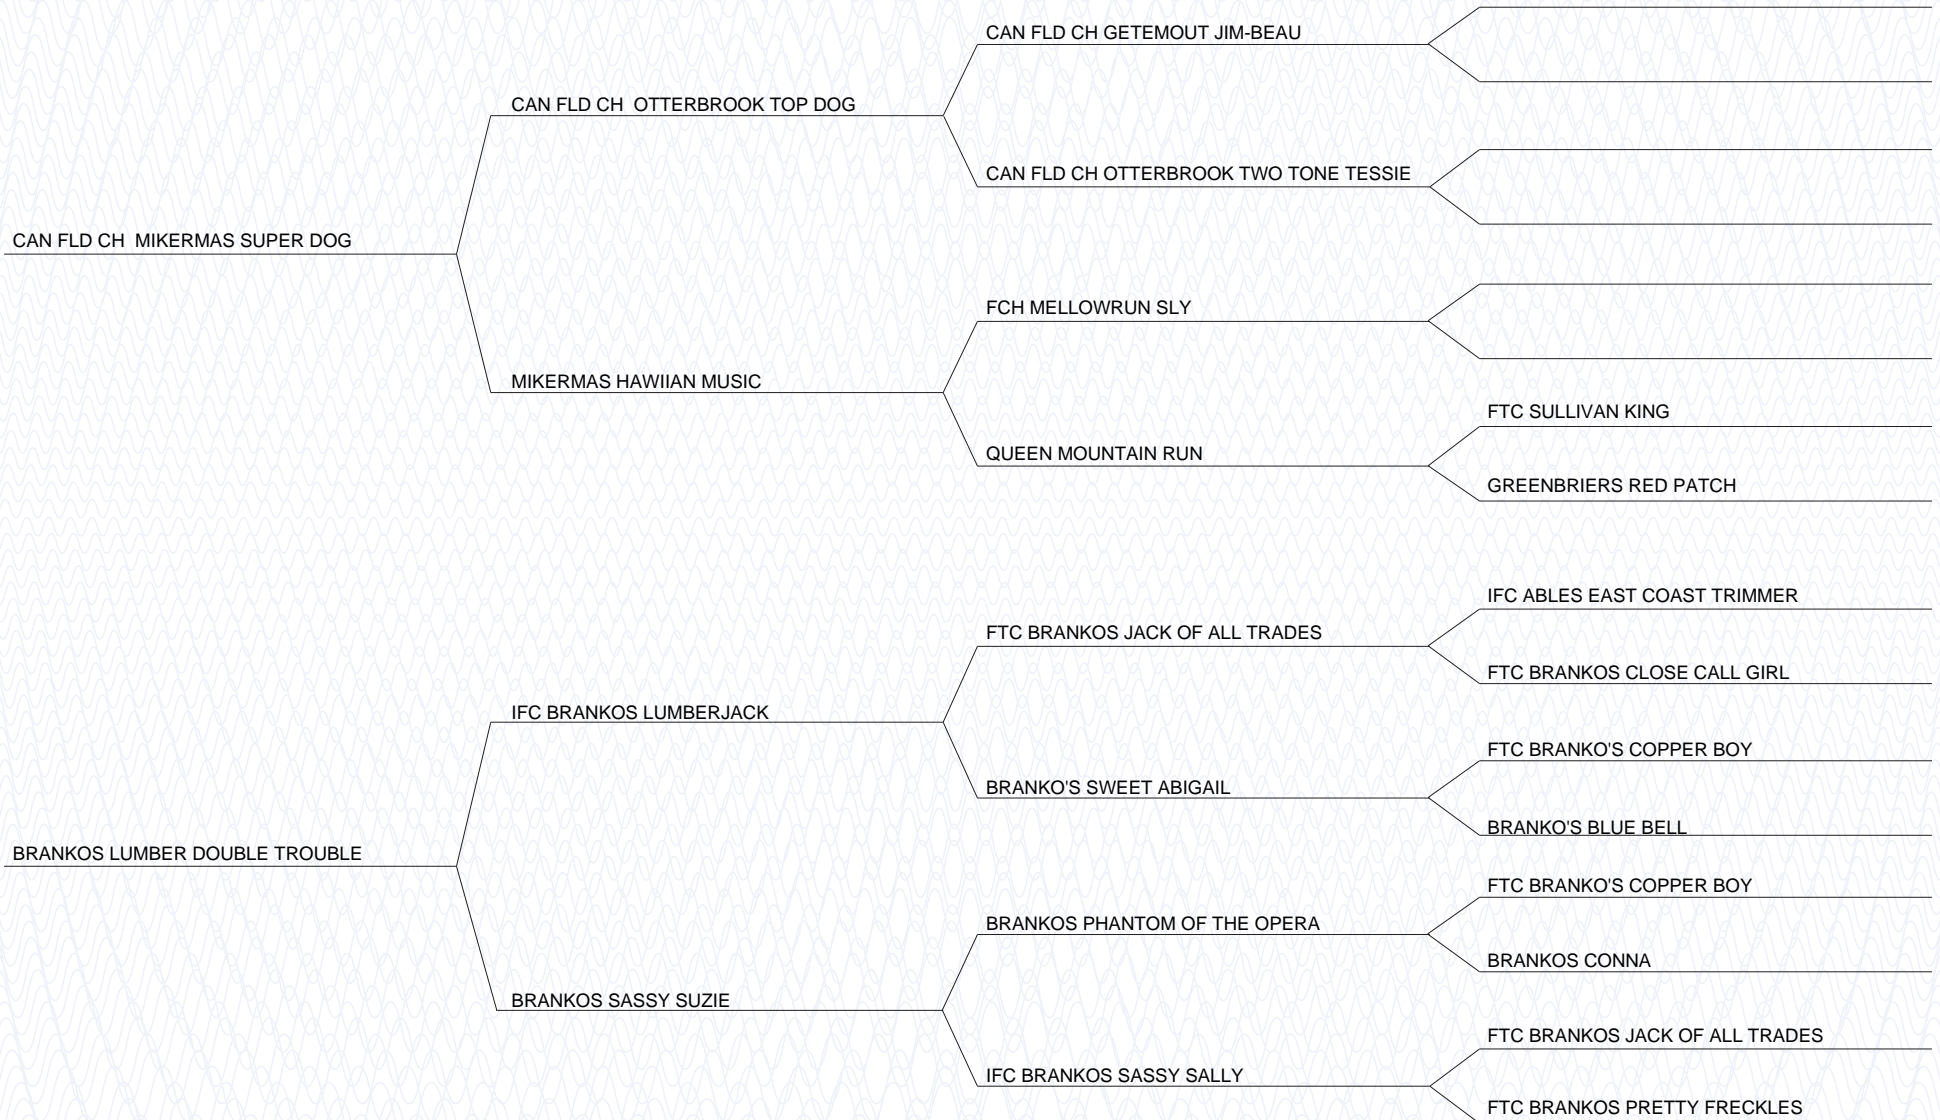 CAN FLD CH GETEMOUT JIM-BEAU
CAN FLD CH  OTTERBROOK TOP DOG
CAN FLD CH OTTERBROOK TWO TONE TESSIE
CAN FLD CH  MIKERMAS SUPER DOG
FCH MELLOWRUN SLY
MIKERMAS HAWIIAN MUSIC
FTC SULLIVAN KING
QUEEN MOUNTAIN RUN
GREENBRIERS RED PATCH
IFC ABLES EAST COAST TRIMMER
FTC BRANKOS JACK OF ALL TRADES
FTC BRANKOS CLOSE CALL GIRL
IFC BRANKOS LUMBERJACK
FTC BRANKO'S COPPER BOY
BRANKO'S SWEET ABIGAIL
BRANKO'S BLUE BELL
BRANKOS LUMBER DOUBLE TROUBLE
FTC BRANKO'S COPPER BOY
BRANKOS PHANTOM OF THE OPERA
BRANKOS CONNA
BRANKOS SASSY SUZIE
FTC BRANKOS JACK OF ALL TRADES
IFC BRANKOS SASSY SALLY
FTC BRANKOS PRETTY FRECKLES